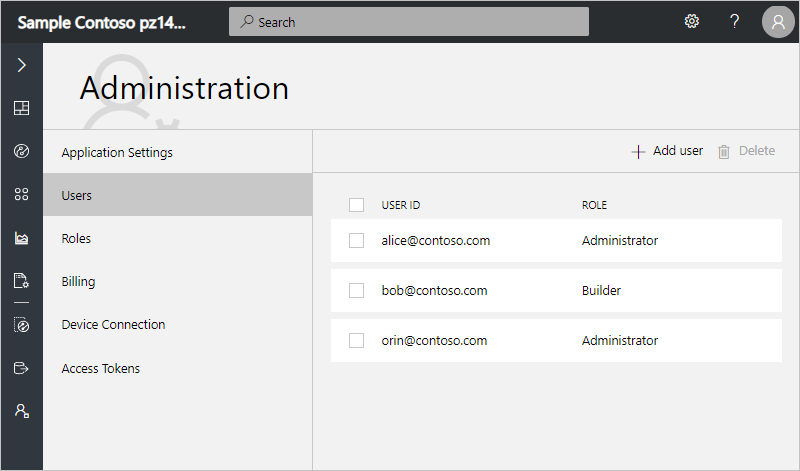 Sample Contoso pz14...
Search
?
Administration
Application Settings
Users
Roles
Billing
Device Connection
Access Tokens
Add user
Delete
USER ID ROLE
alice@contoso.com Administrator
bob@contoso.com Builder
orin@contoso.com Administrator